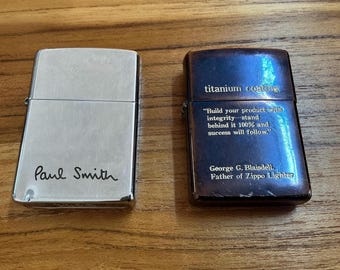 Paul Smith
titanium coating
"Build your product with
integrity—stand
behind it 100% and
success will follow."
George G. Blaisdell,
Father of Zippo Lighter